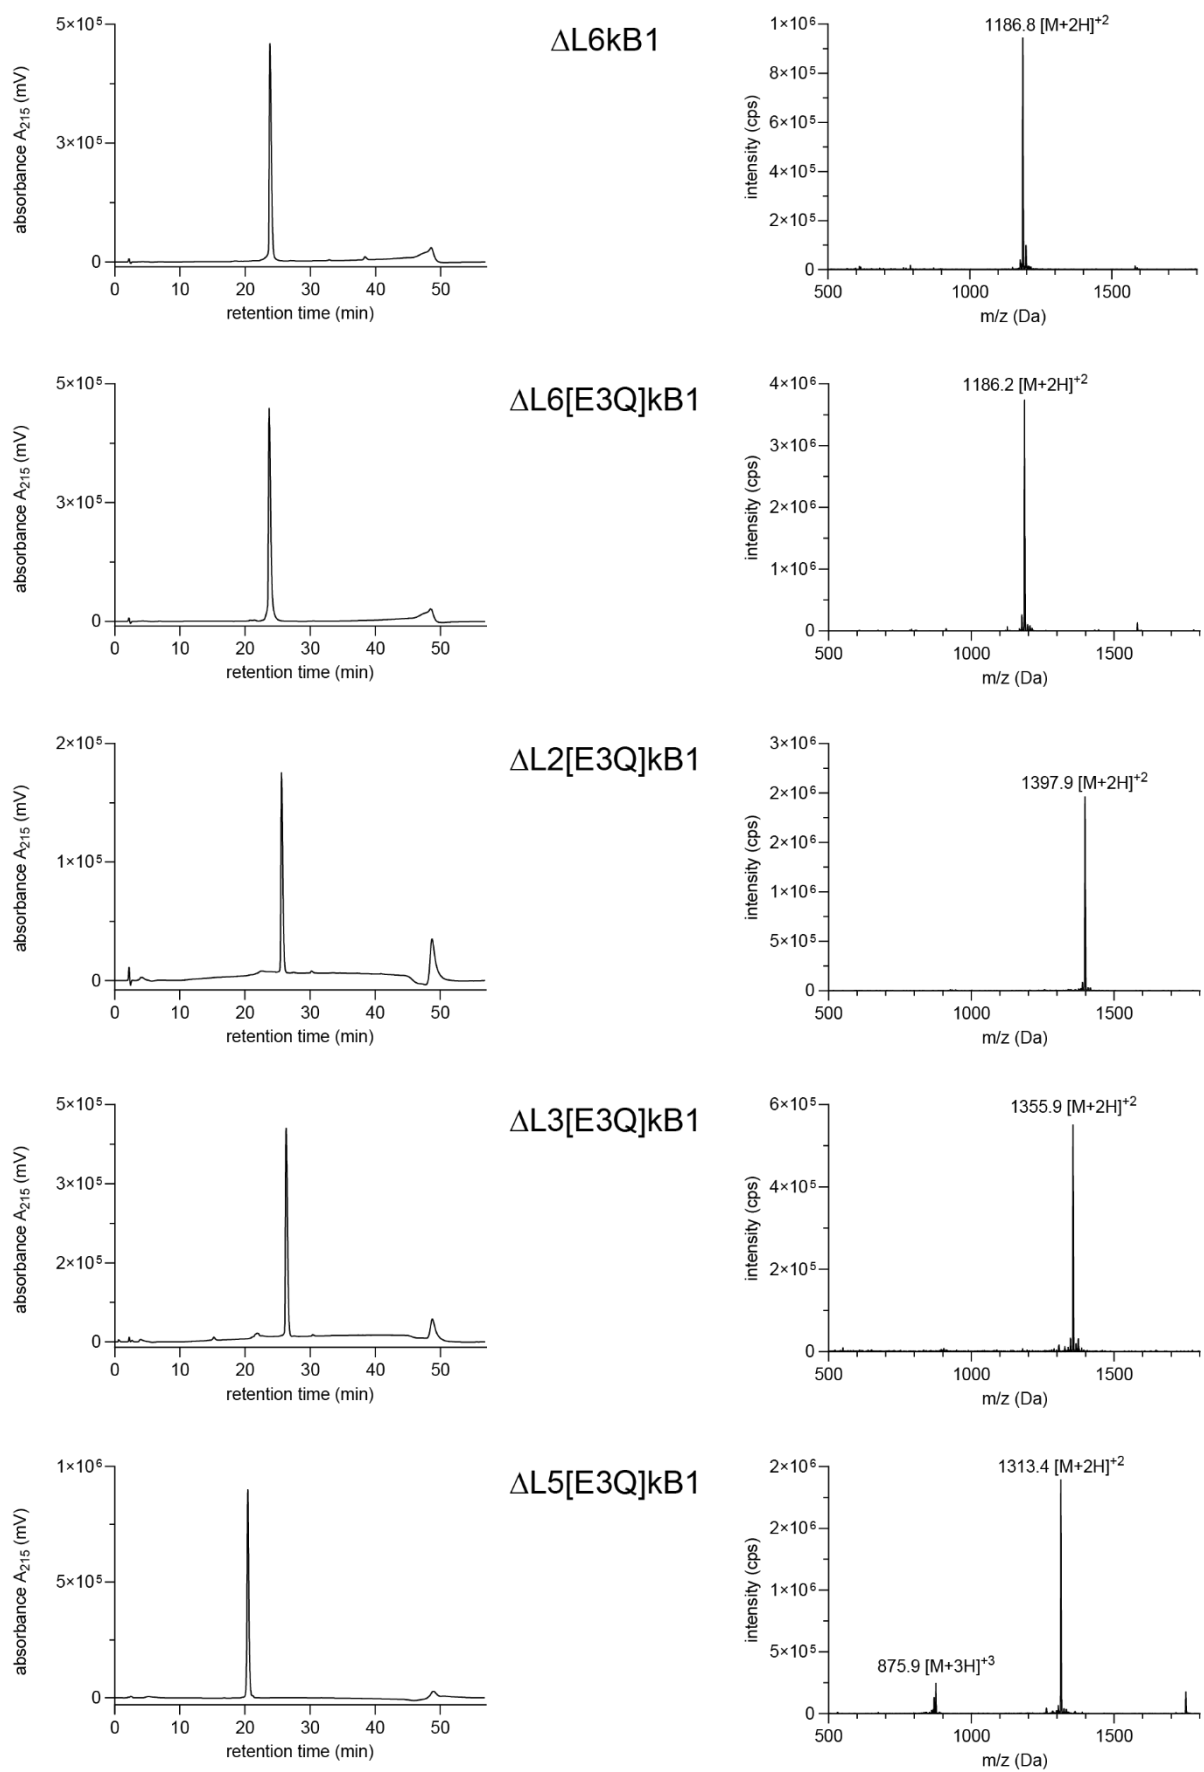 ΔL6kB1
absorbance A₂₁₅ (mV)
5×10⁵
3×10⁵
0
0 10 20 30 40 50
retention time (min)
1186.8 [M+2H]⁺²
intensity (cps)
1×10⁶
8×10⁵
6×10⁵
4×10⁵
2×10⁵
0
500 1000 1500
m/z (Da)
ΔL6[E3Q]kB1
absorbance A₂₁₅ (mV)
5×10⁵
3×10⁵
0
0 10 20 30 40 50
retention time (min)
1186.2 [M+2H]⁺²
intensity (cps)
4×10⁶
3×10⁶
2×10⁶
1×10⁶
0
500 1000 1500
m/z (Da)
ΔL2[E3Q]kB1
absorbance A₂₁₅ (mV)
2×10⁵
1×10⁵
0
0 10 20 30 40 50
retention time (min)
1397.9 [M+2H]⁺²
intensity (cps)
3×10⁶
2×10⁶
2×10⁶
1×10⁶
5×10⁵
0
500 1000 1500
m/z (Da)
ΔL3[E3Q]kB1
absorbance A₂₁₅ (mV)
5×10⁵
3×10⁵
2×10⁵
0
0 10 20 30 40 50
retention time (min)
1355.9 [M+2H]⁺²
intensity (cps)
6×10⁵
4×10⁵
2×10⁵
0
500 1000 1500
m/z (Da)
ΔL5[E3Q]kB1
absorbance A₂₁₅ (mV)
1×10⁶
5×10⁵
0
0 10 20 30 40 50
retention time (min)
1313.4 [M+2H]⁺²
875.9 [M+3H]⁺³
intensity (cps)
2×10⁶
2×10⁶
1×10⁶
5×10⁵
0
500 1000 1500
m/z (Da)